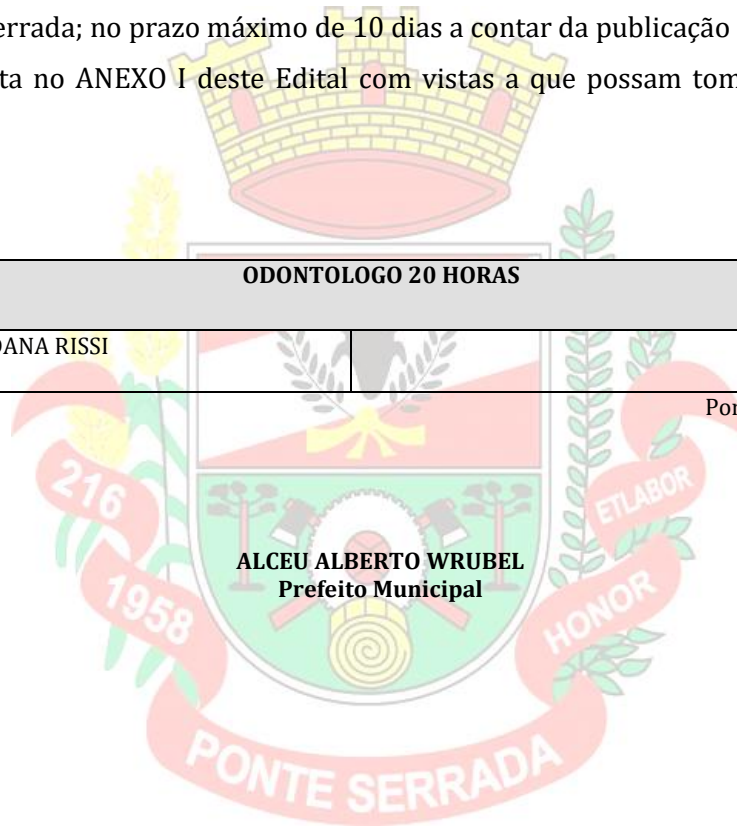 errada; no prazo máximo de 10 dias a contar da publicação
ta no ANEXO I deste Edital com vistas a que possam tom
ODONTOLOGO 20 HORAS
DANA RISSI
Por
216
ETLABOR
ALCEU ALBERTO WRUBEL
Prefeito Municipal
1958
HONOR
PONTE SERRADA